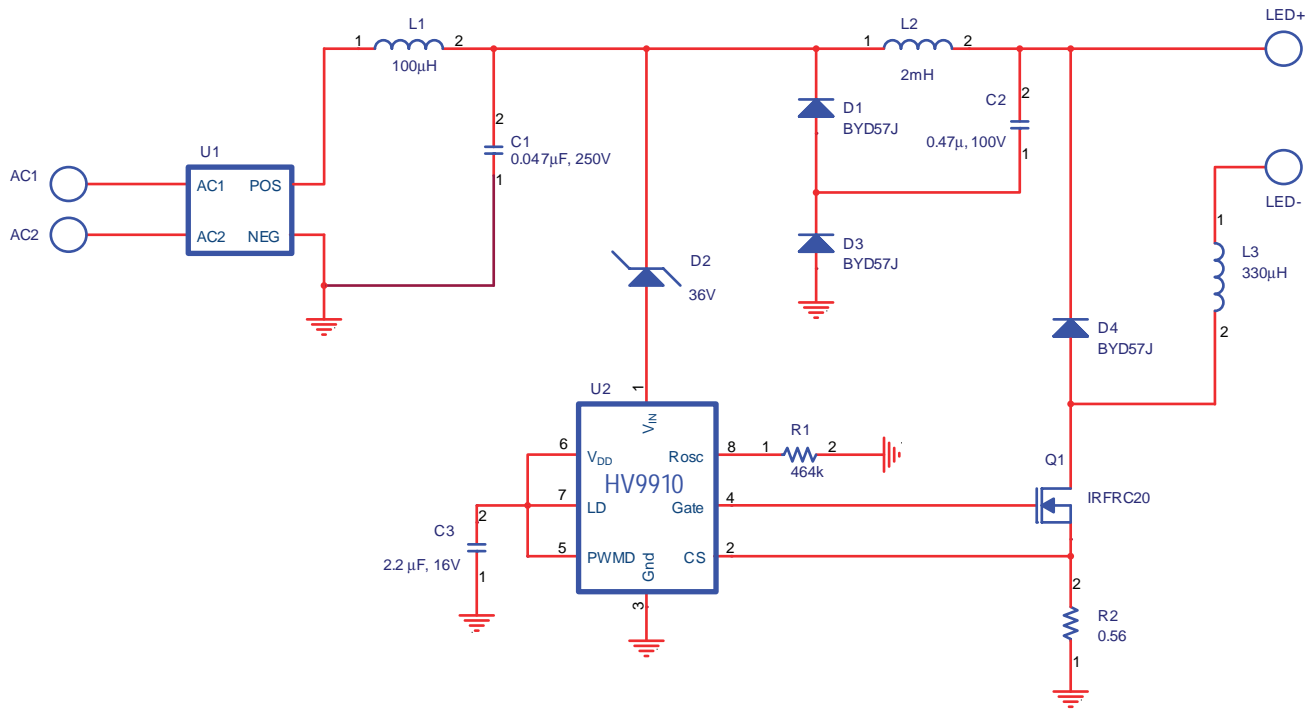 LED+
L1
1 2
100µH
L2
1 2
2mH
D1
BYD57J
C2
2
0.47µ, 100V
1
2
C1
0.047µF, 250V
1
U1
AC1
AC1 POS
AC2
AC2 NEG
LED-
1
L3
330µH
2
D3
BYD57J
D2
36V
D4
BYD57J
U2
1
VIN
6
VDD
Rosc
8
1
R1
2
464k
HV9910
7
LD
Gate
4
Q1
IRFRC20
C3
2
2.2 µF, 16V
1
5
PWMD
Gnd
CS
2
3
2
R2
0.56
1